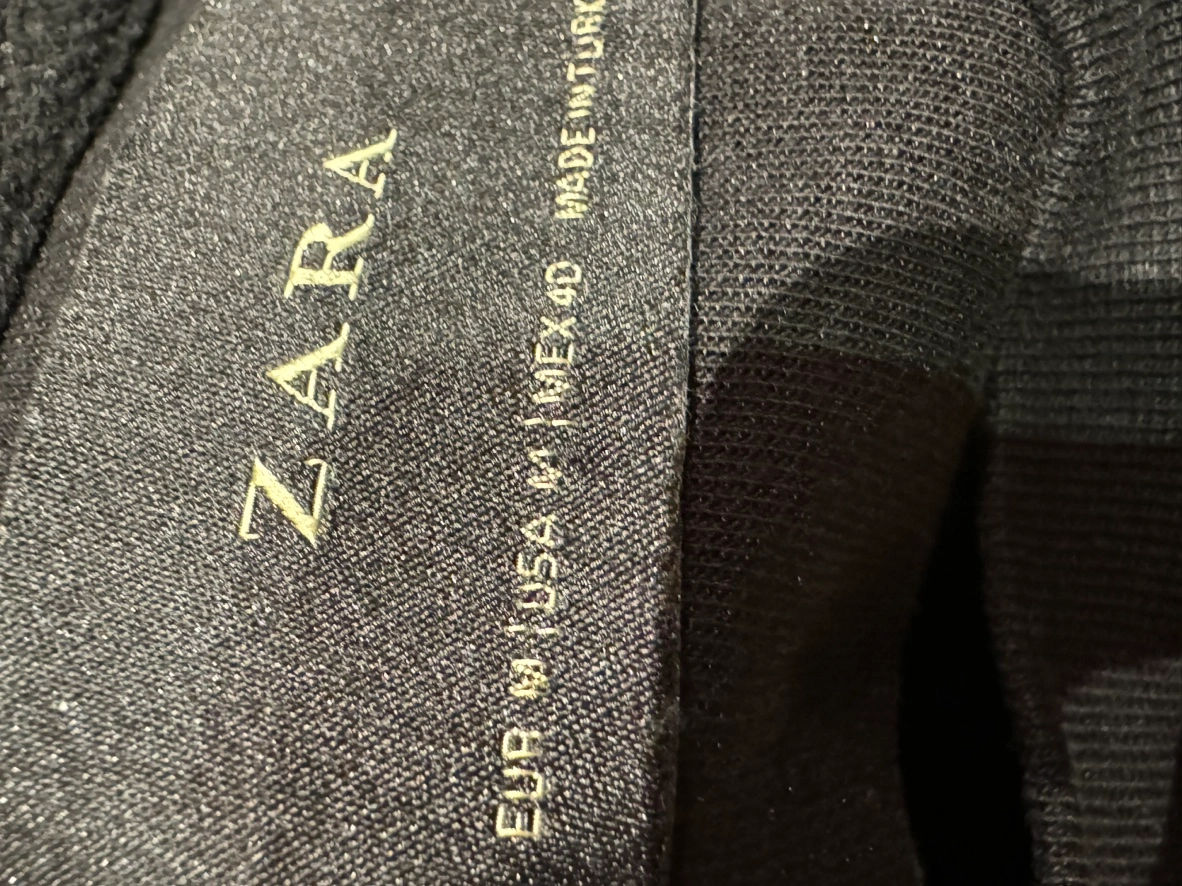 ZARA
EUR M | USA M | MEX 40 MADE IN TURK